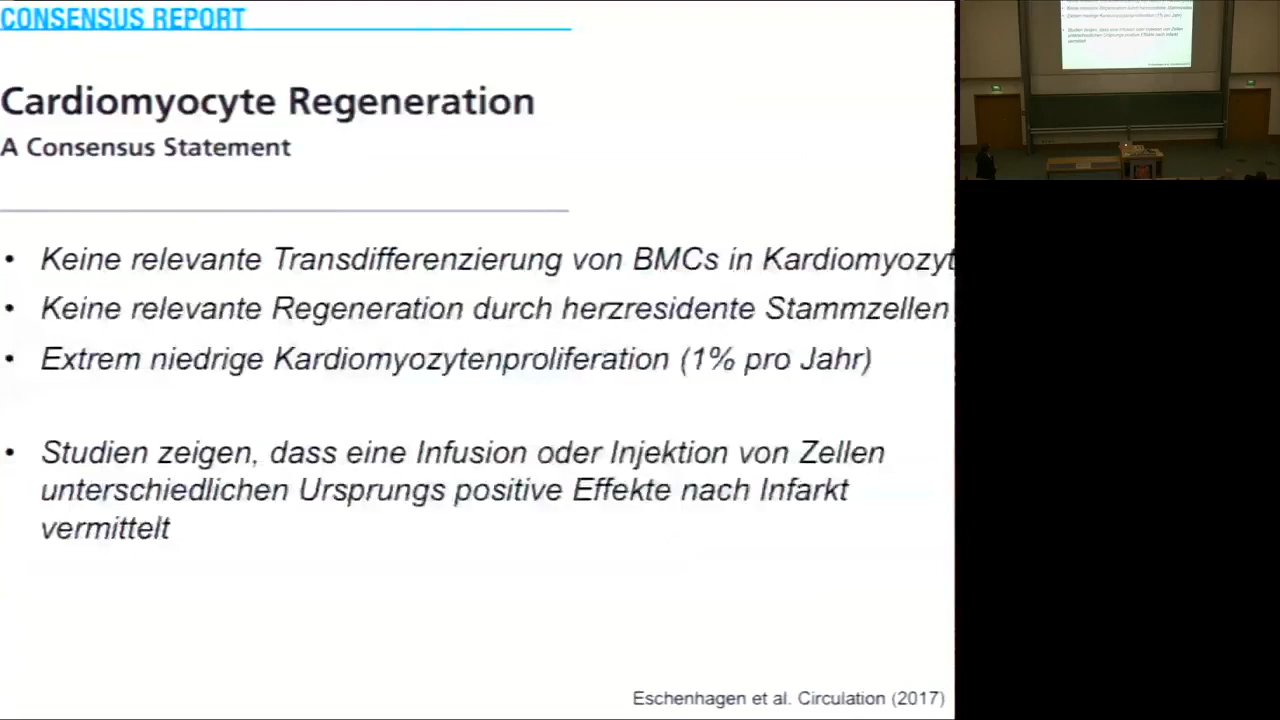 CONSENSUS REPORT
Cardiomyocyte Regeneration
A Consensus Statement
• Keine relevante Transdifferenzierung von BMCs in Kardiomyozyt
• Keine relevante Regeneration durch herzresidente Stammzellen
• Extrem niedrige Kardiomyozytenproliferation (1% pro Jahr)
• Studien zeigen, dass eine Infusion oder Injektion von Zellen
unterschiedlichen Ursprungs positive Effekte nach Infarkt
vermittelt
Eschenhagen et al. Circulation (2017)